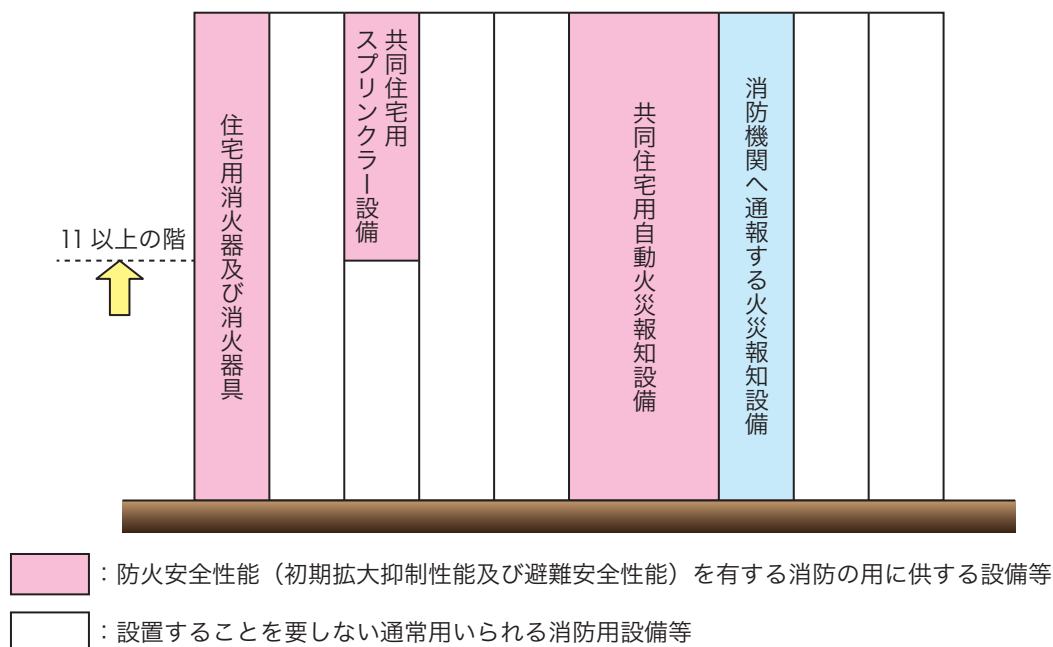 共同住宅用
スプリンクラー設備
住宅用消火器及び消火器具
共同住宅用自動火災報知設備
消防機関へ通報する火災報知設備
11 以上の階
：防火安全性能（初期拡大抑制性能及び避難安全性能）を有する消防の用に供する設備等
：設置することを要しない通常用いられる消防用設備等